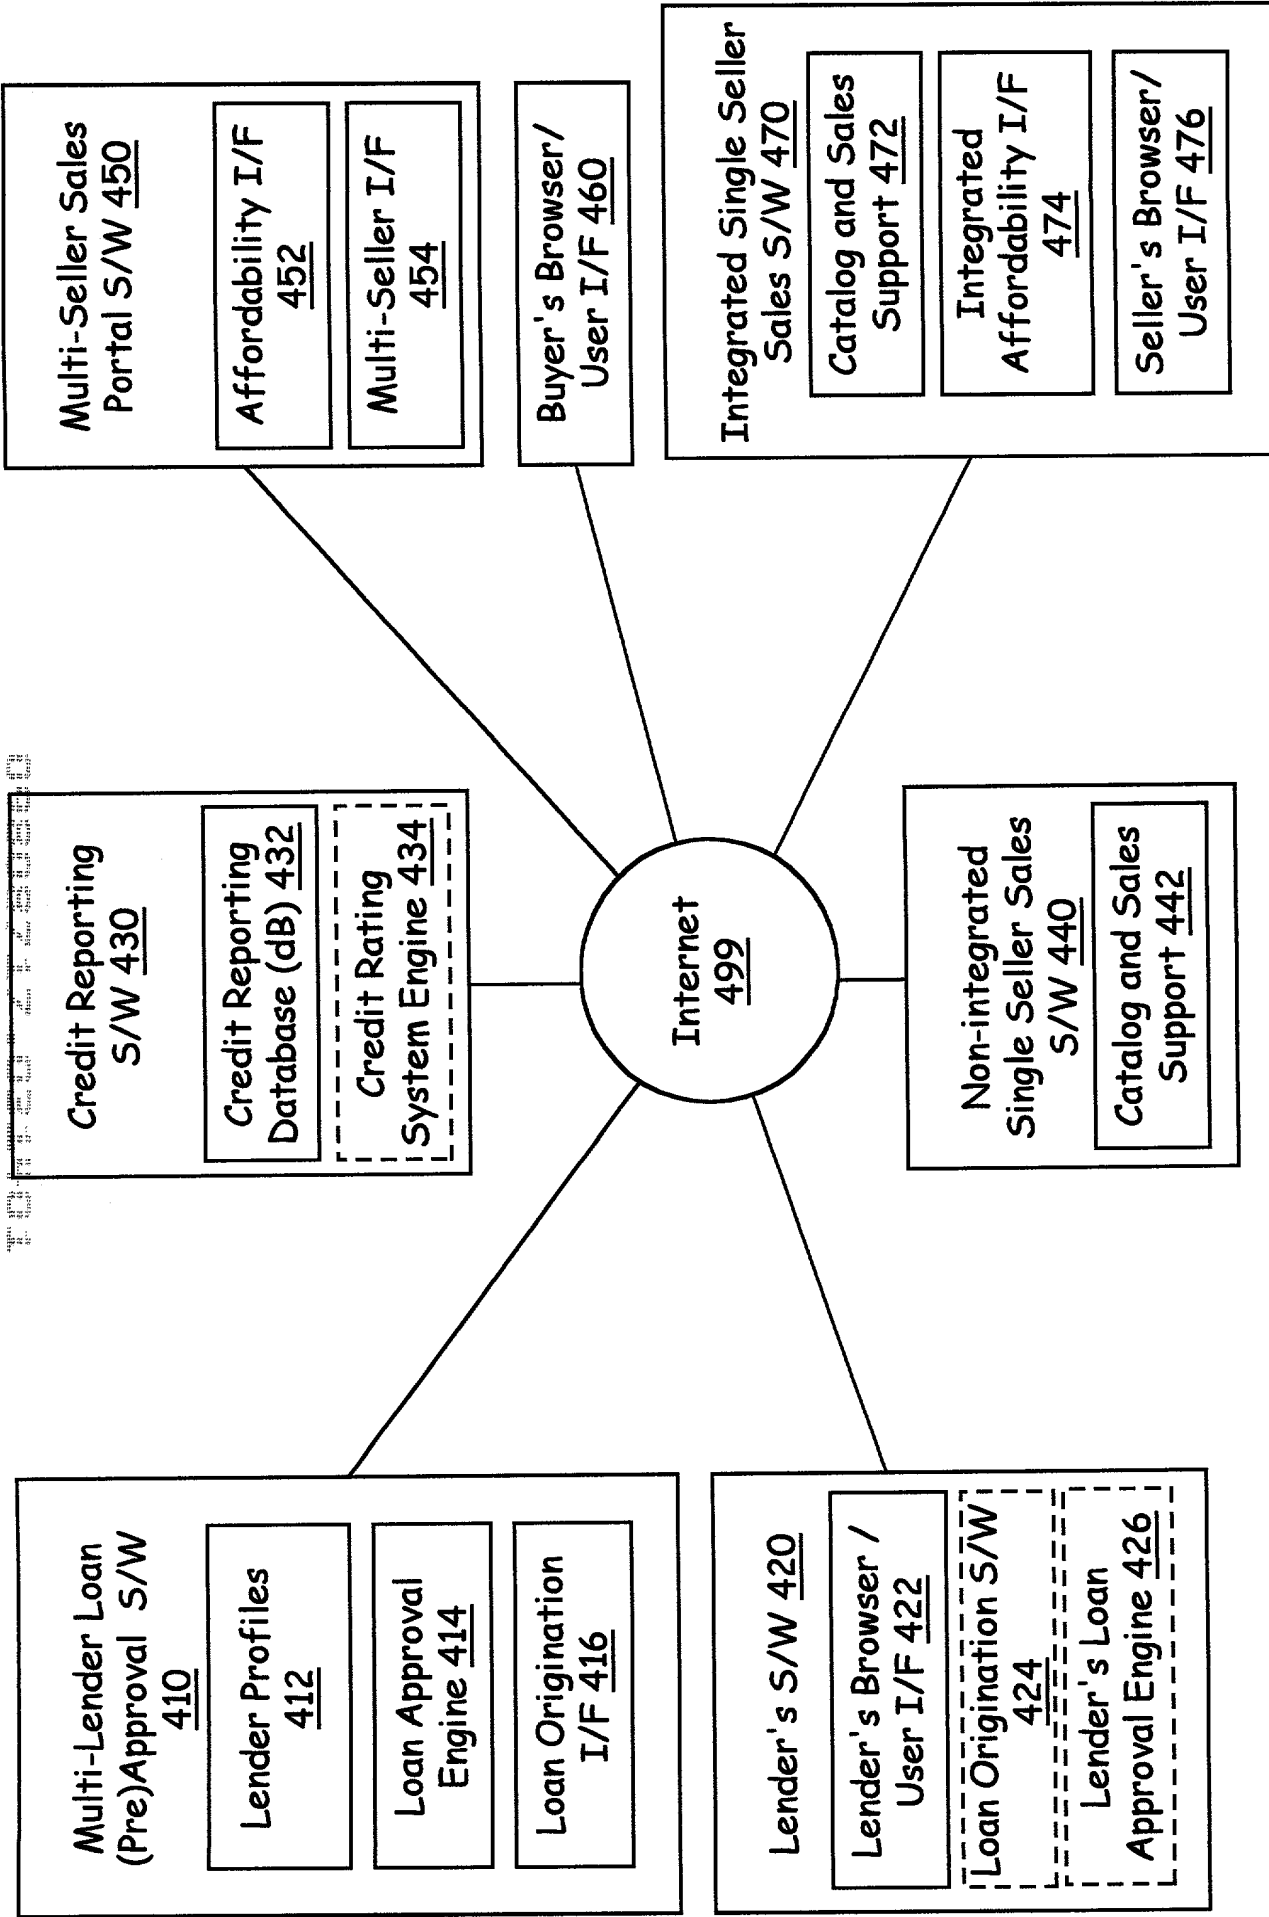 Multi-Lender Loan
(Pre)Approval S/W
410
Lender Profiles
412
Loan Approval
Engine 414
Loan Origination
I/F 416
Lender's S/W 420
Lender's Browser /
User I/F 422
Loan Origination S/W
424
Lender's Loan
Approval Engine 426
Credit Reporting
S/W 430
Credit Reporting
Database (dB) 432
Credit Rating
System Engine 434
Internet
499
Non-integrated
Single Seller Sales
S/W 440
Catalog and Sales
Support 442
Multi-Seller Sales
Portal S/W 450
Affordability I/F
452
Multi-Seller I/F
454
Buyer's Browser/
User I/F 460
Integrated Single Seller
Sales S/W 470
Catalog and Sales
Support 472
Integrated
Affordability I/F
474
Seller's Browser/
User I/F 476